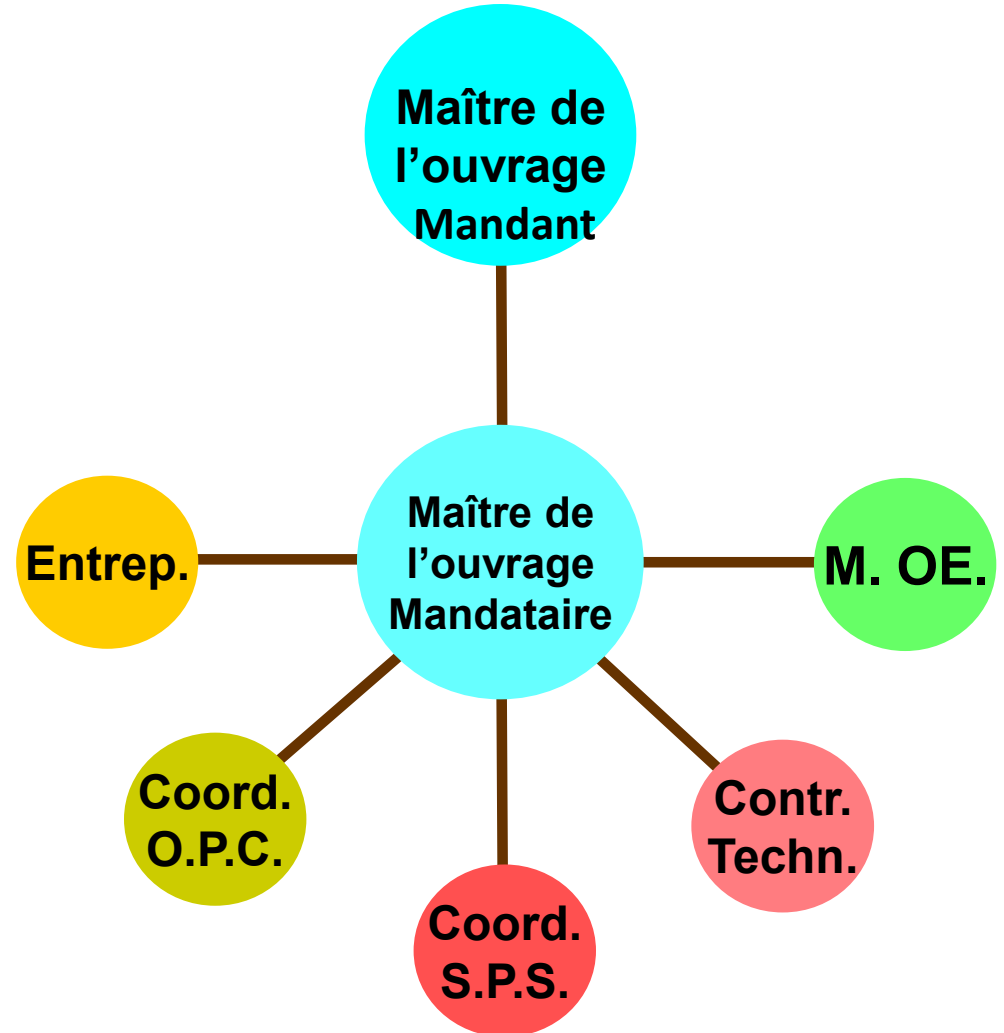 Maître de
l’ouvrage
Mandant
Maître de
l’ouvrage
Mandataire
Entrep.
M. OE.
Coord.
O.P.C.
Contr.
Techn.
Coord.
S.P.S.